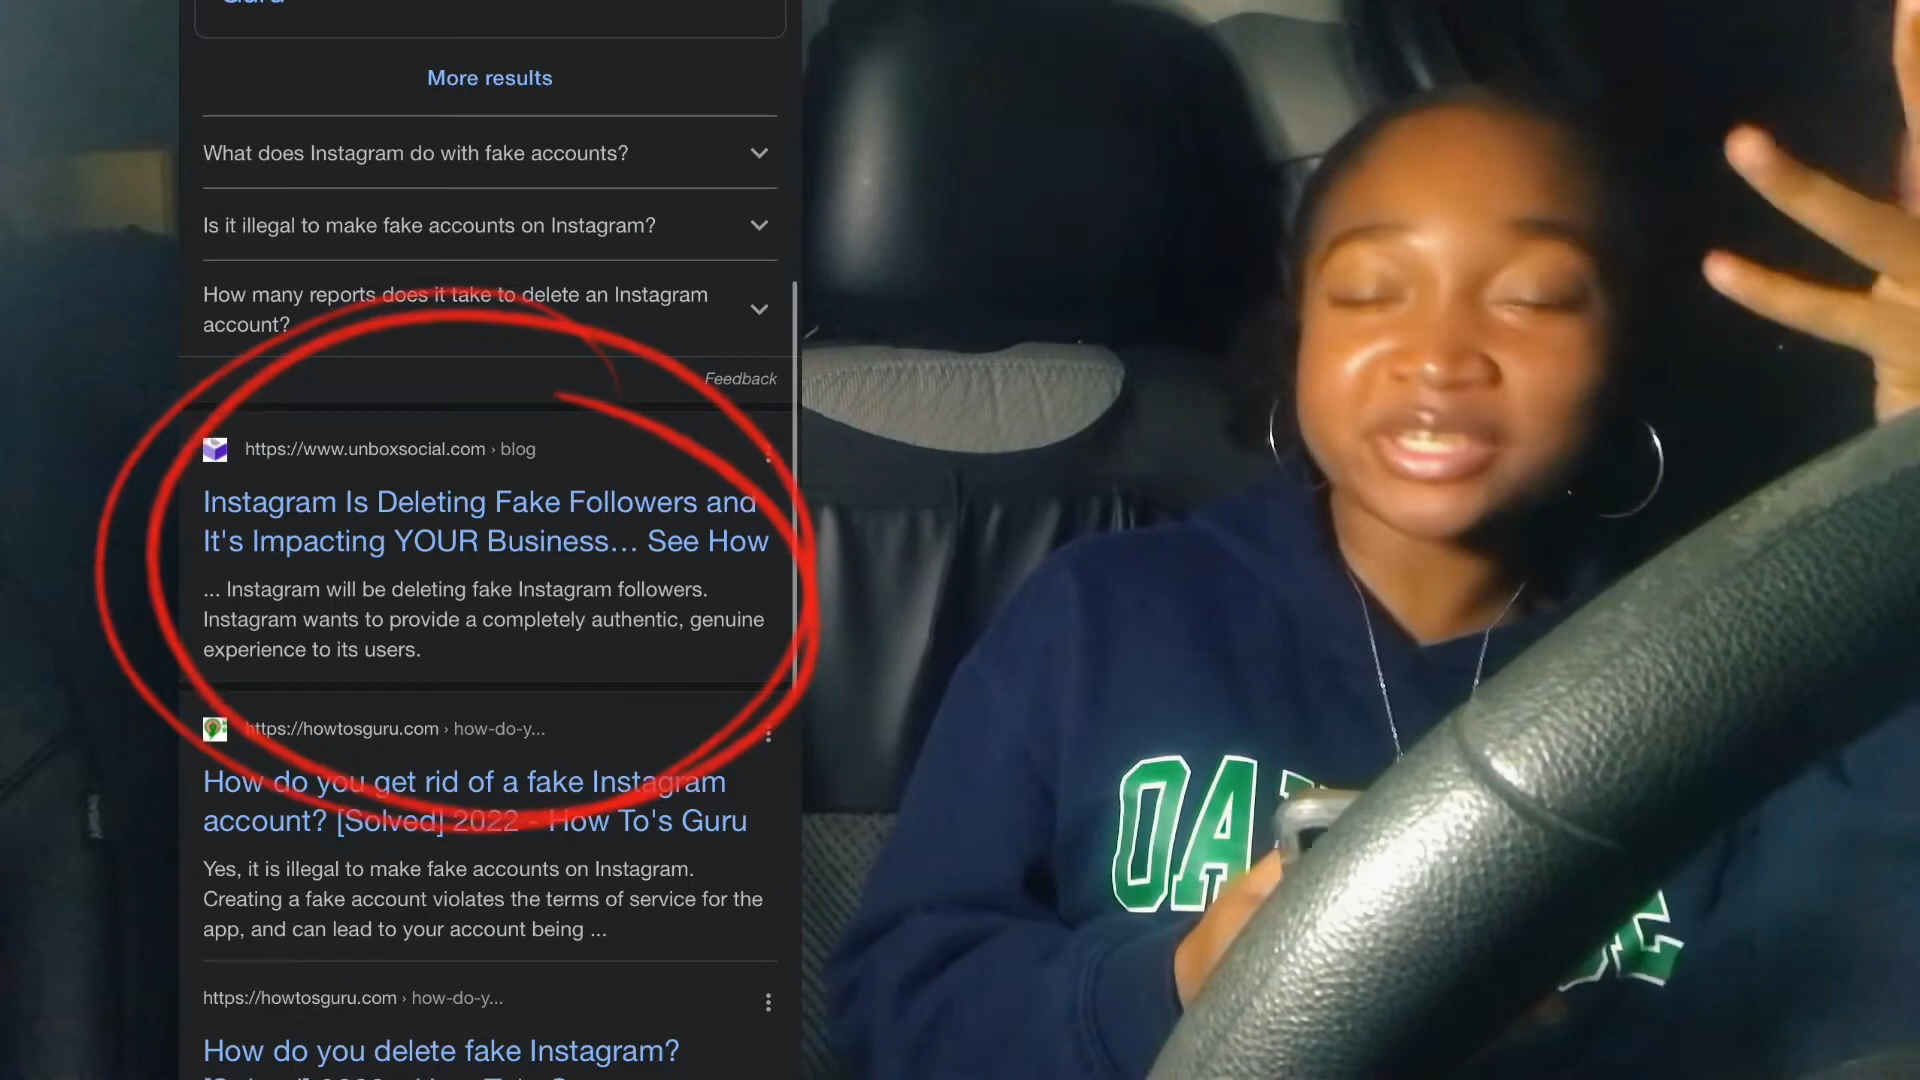 Guru
More results
What does Instagram do with fake accounts?
Is it illegal to make fake accounts on Instagram?
How many reports does it take to delete an Instagram
account?
Feedback
https://www.unboxsocial.com › blog
Instagram Is Deleting Fake Followers and
It's Impacting YOUR Business... See How
... Instagram will be deleting fake Instagram followers.
Instagram wants to provide a completely authentic, genuine
experience to its users.
https://howtosguru.com › how-do-y...
How do you get rid of a fake Instagram
account? [Solved] 2022 - How To's Guru
Yes, it is illegal to make fake accounts on Instagram.
Creating a fake account violates the terms of service for the
app, and can lead to your account being ...
https://howtosguru.com › how-do-y...
How do you delete fake Instagram?
OA